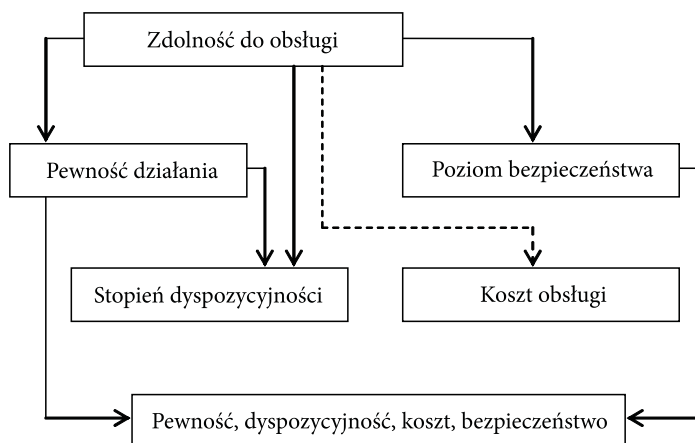 Zdolność do obsługi
Pewność działania
Poziom bezpieczeństwa
Stopień dyspozycyjności
Koszt obsługi
Pewność, dyspozycyjność, koszt, bezpieczeństwo